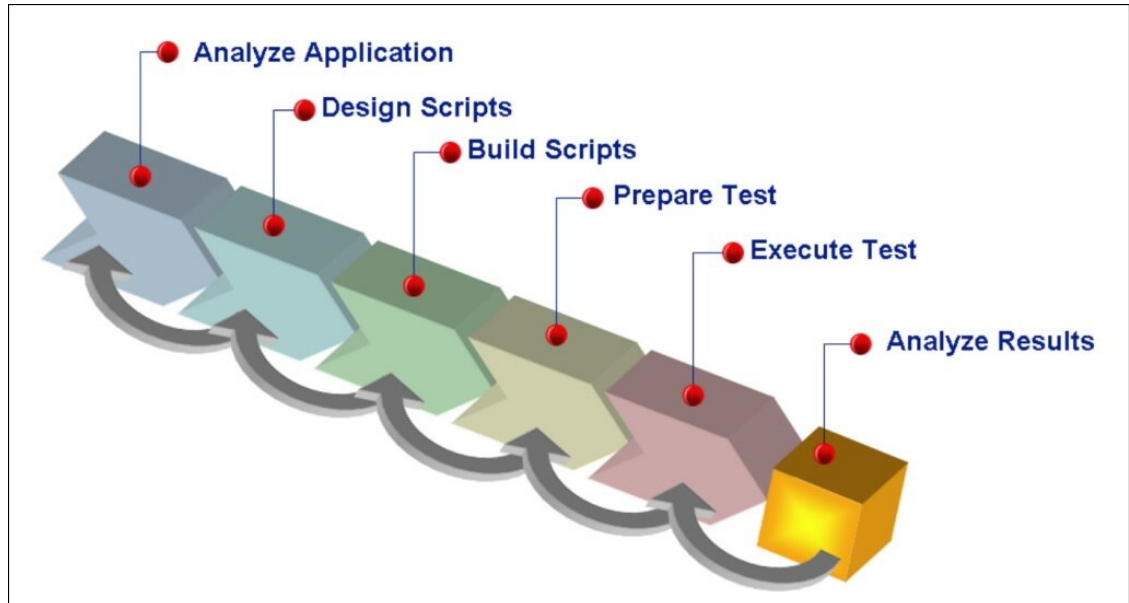 Analyze Application
Design Scripts
Build Scripts
Prepare Test
Execute Test
Analyze Results